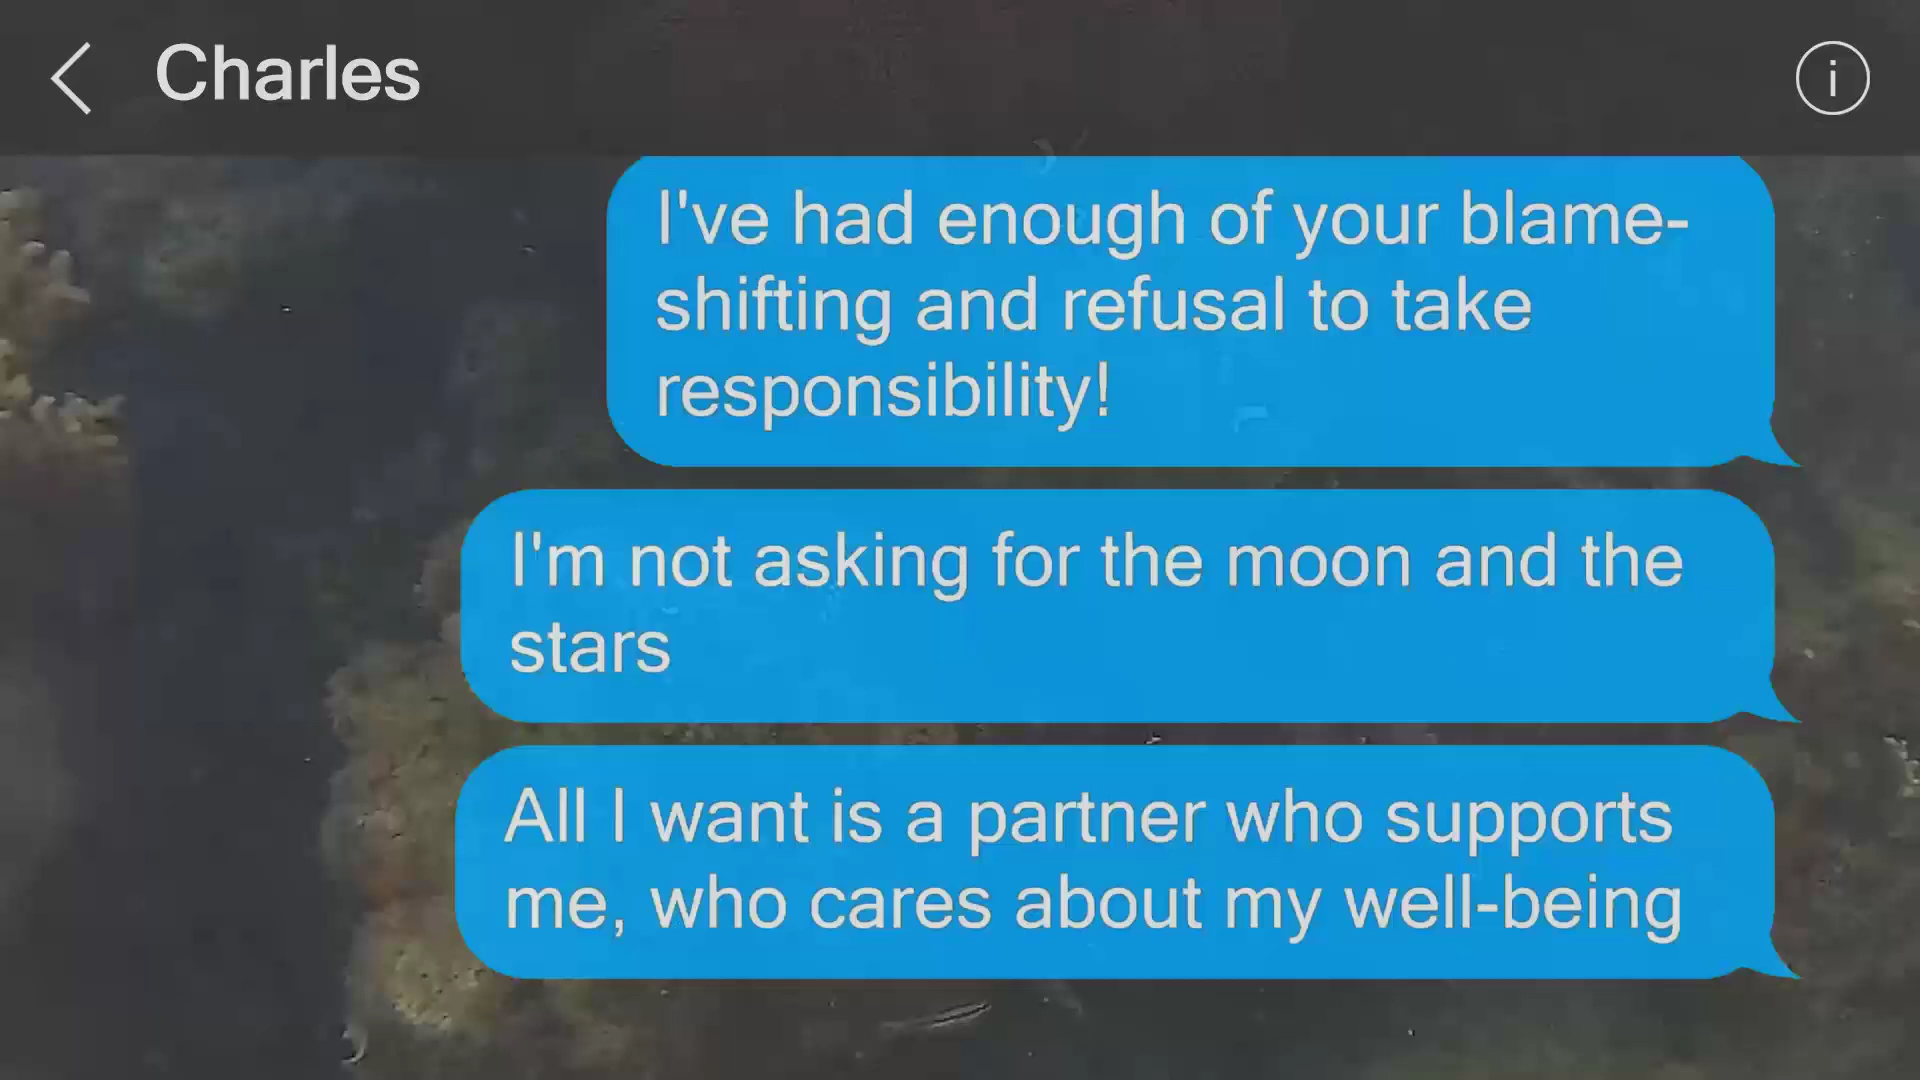 Charles
I've had enough of your blame-
shifting and refusal to take
responsibility!
I'm not asking for the moon and the
stars
All I want is a partner who supports
me, who cares about my well-being